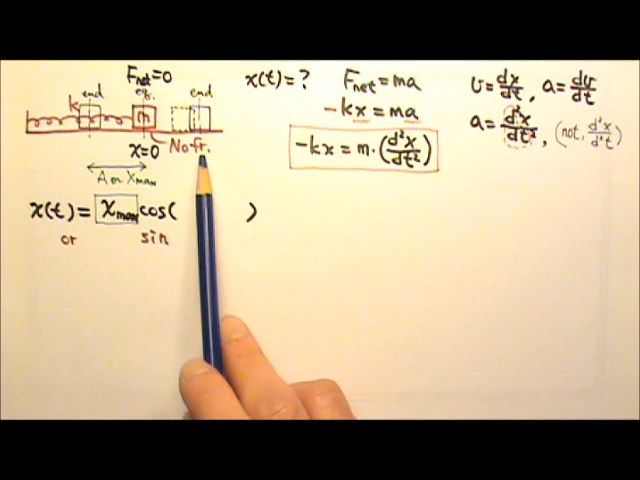 F_net=0
end eq. end
k m
x=0 No fr.
A or X_max
x(t)= x_max cos( )
or sin
x(t)=? F_net=ma
-kx=ma
-kx=m·(d²x/dt²)
υ=dx/dt, a=dυ/dt
a=d²x/dt², (not, d²x/d²t)